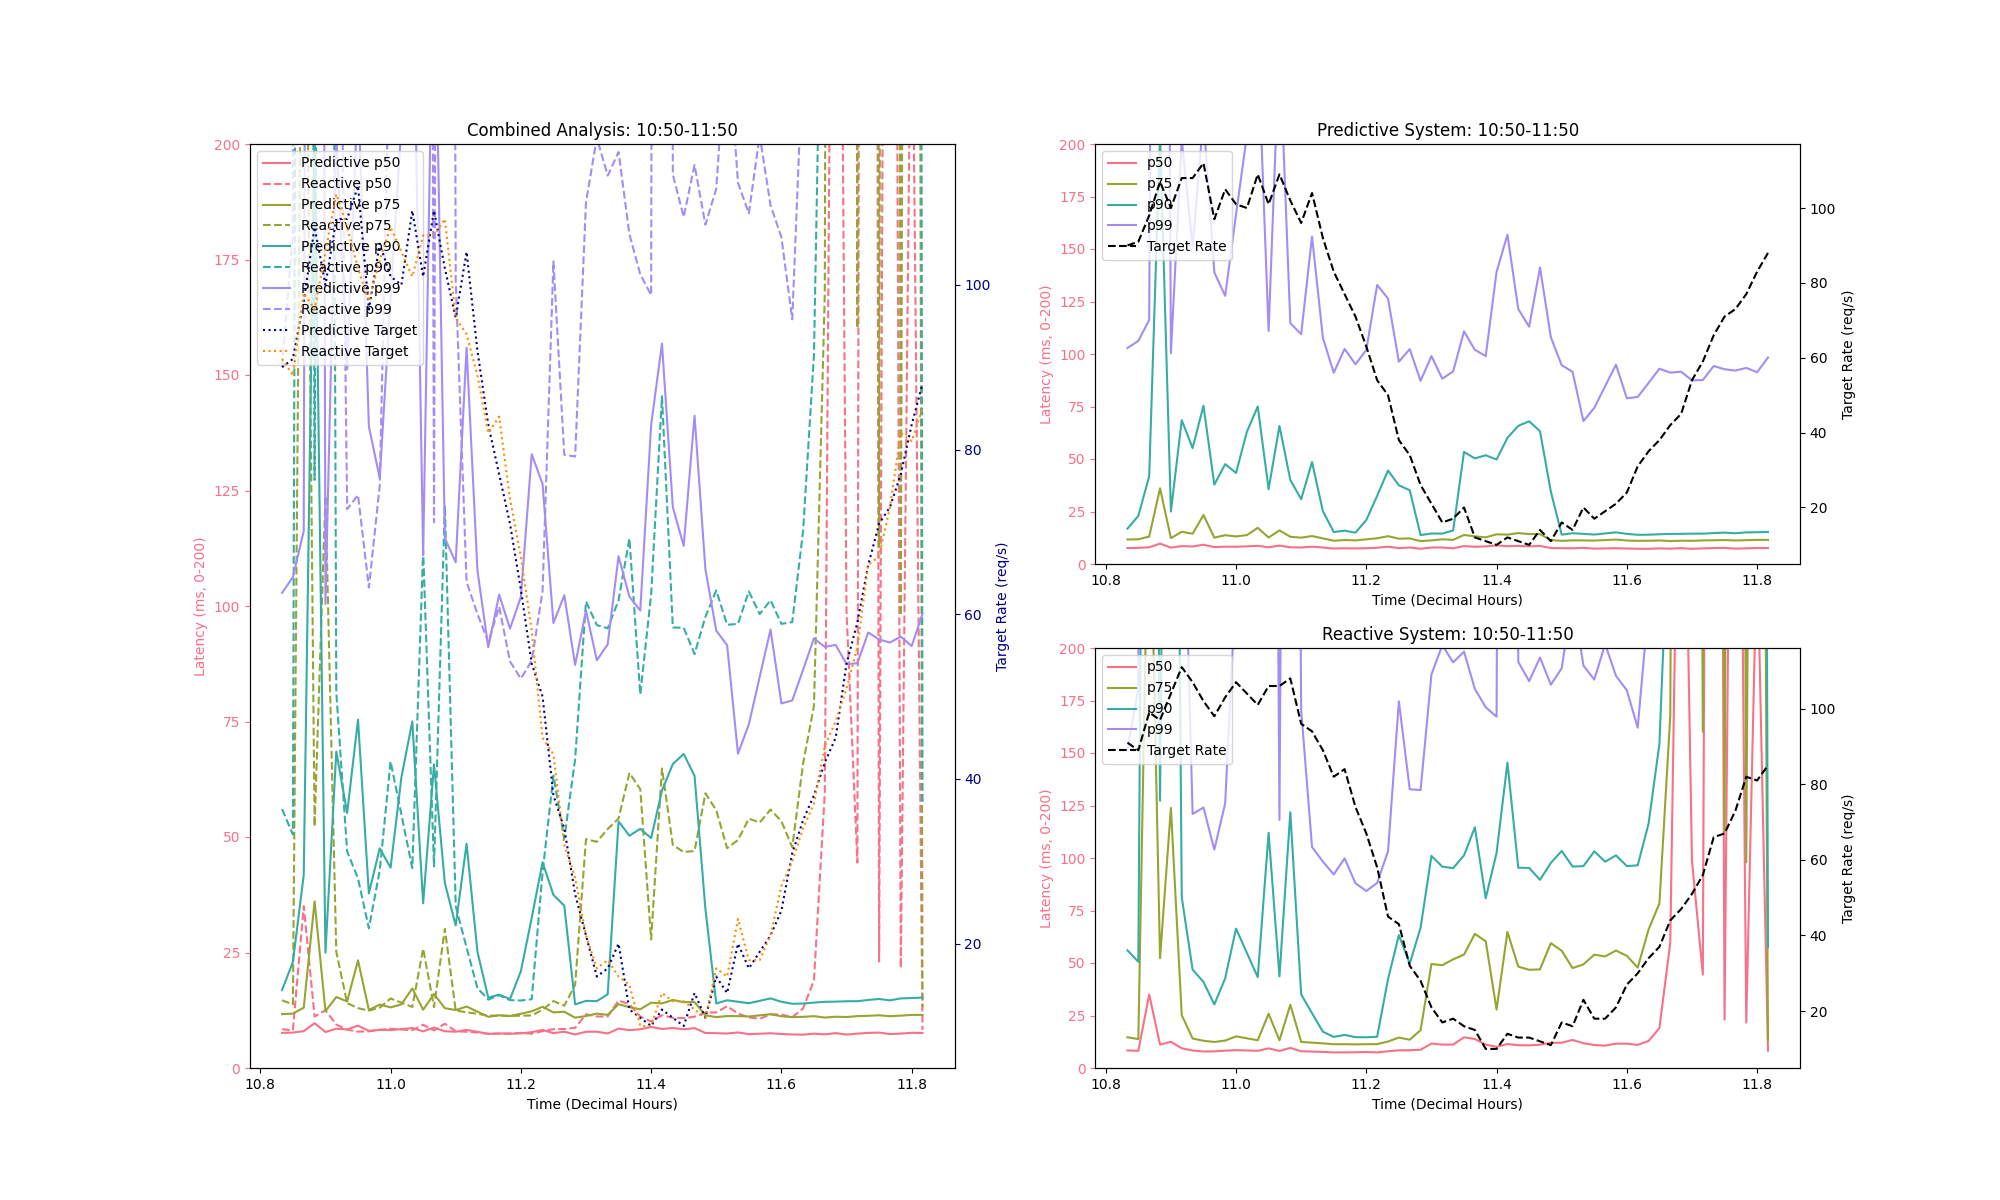 Combined Analysis: 10:50-11:50
200
175
150
125
100
75
50
25
0
Latency (ms, 0-200)
Predictive p50
Reactive p50
Predictive p75
Reactive p75
Predictive p90
Reactive p90
Predictive p99
Reactive p99
Predictive Target
Reactive Target
100
80
60
40
20
Target Rate (req/s)
10.8 11.0 11.2 11.4 11.6 11.8
Time (Decimal Hours)
Predictive System: 10:50-11:50
200
175
150
125
100
75
50
25
0
Latency (ms, 0-200)
p50
p75
p90
p99
Target Rate
100
80
60
40
20
Target Rate (req/s)
10.8 11.0 11.2 11.4 11.6 11.8
Time (Decimal Hours)
Reactive System: 10:50-11:50
200
175
150
125
100
75
50
25
0
Latency (ms, 0-200)
p50
p75
p90
p99
Target Rate
100
80
60
40
20
Target Rate (req/s)
10.8 11.0 11.2 11.4 11.6 11.8
Time (Decimal Hours)